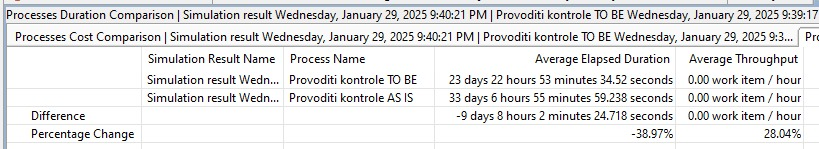 Processes Duration Comparison | Simulation result Wednesday, January 29, 2025 9:40:21 PM | Provoditi kontrole TO BE Wednesday, January 29, 2025 9:39:17
Processes Cost Comparison | Simulation result Wednesday, January 29, 2025 9:40:21 PM | Provoditi kontrole TO BE Wednesday, January 29, 2025 9:3... Pro
Simulation Result Name Process Name Average Elapsed Duration Average Throughput
Simulation result Wedn... Provoditi kontrole TO BE 23 days 22 hours 53 minutes 34.52 seconds 0.00 work item / hour
Simulation result Wedn... Provoditi kontrole AS IS 33 days 6 hours 55 minutes 59.238 seconds 0.00 work item / hour
Difference -9 days 8 hours 2 minutes 24.718 seconds 0.00 work item / hour
Percentage Change -38.97% 28.04%